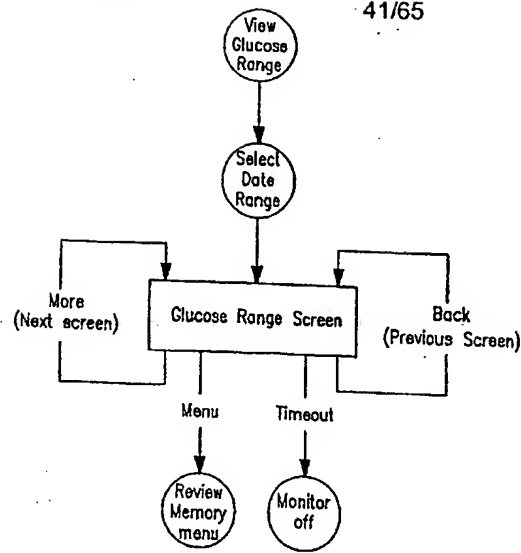 41/65
View
Glucose
Range
Select
Date
Range
More
(Next screen)
Glucose Range Screen
Back
(Previous Screen)
Menu
Timeout
Review
Memory
menu
Monitor
off